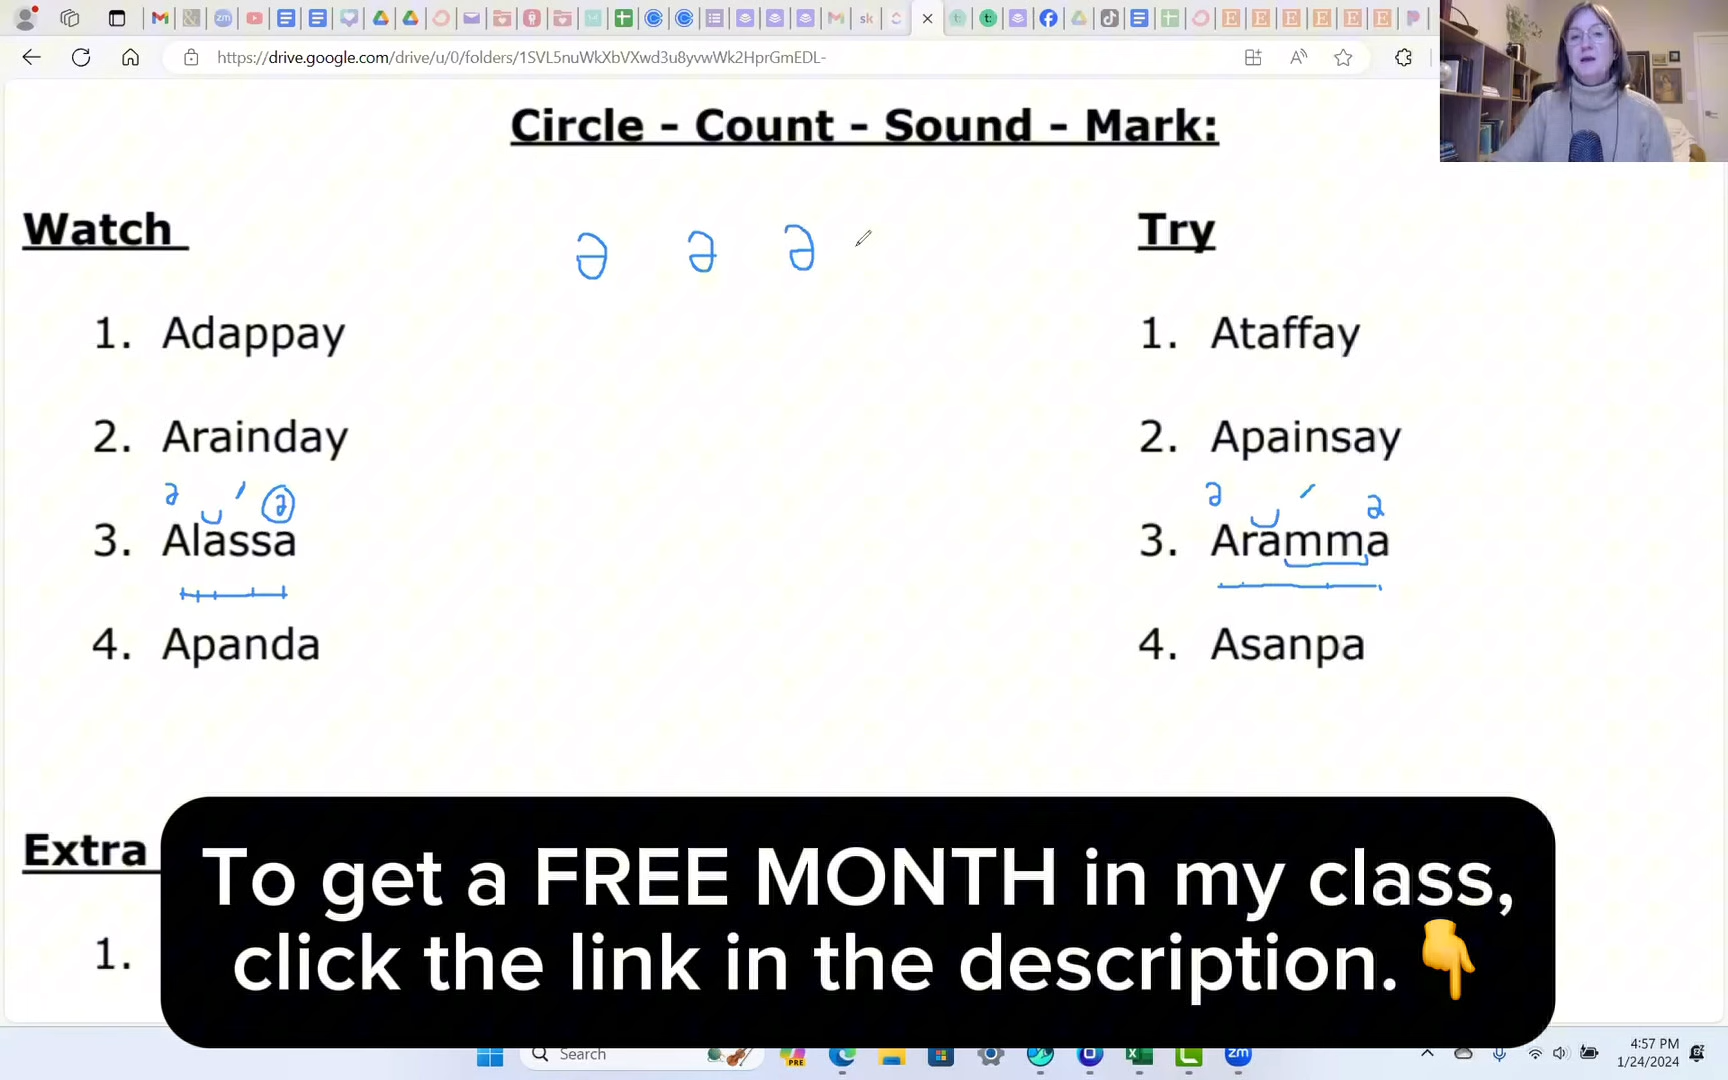 https://drive.google.com/drive/u/0/folders/1SVL5nuWkXbVXwd3u8yvwWk2HprGmEDL-
Circle - Count - Sound - Mark:
Watch
ə ə ə
1. Adappay
2. Arainday
ə ˘ ˊ ə
3. Alassa
4. Apanda
Try
1. Ataffay
2. Apainsay
ə ˘ ˊ ə
3. Aramma
4. Asanpa
Extra
1.
To get a FREE MONTH in my class,
click the link in the description.👇
Search
PRE
zm
4:57 PM
1/24/2024